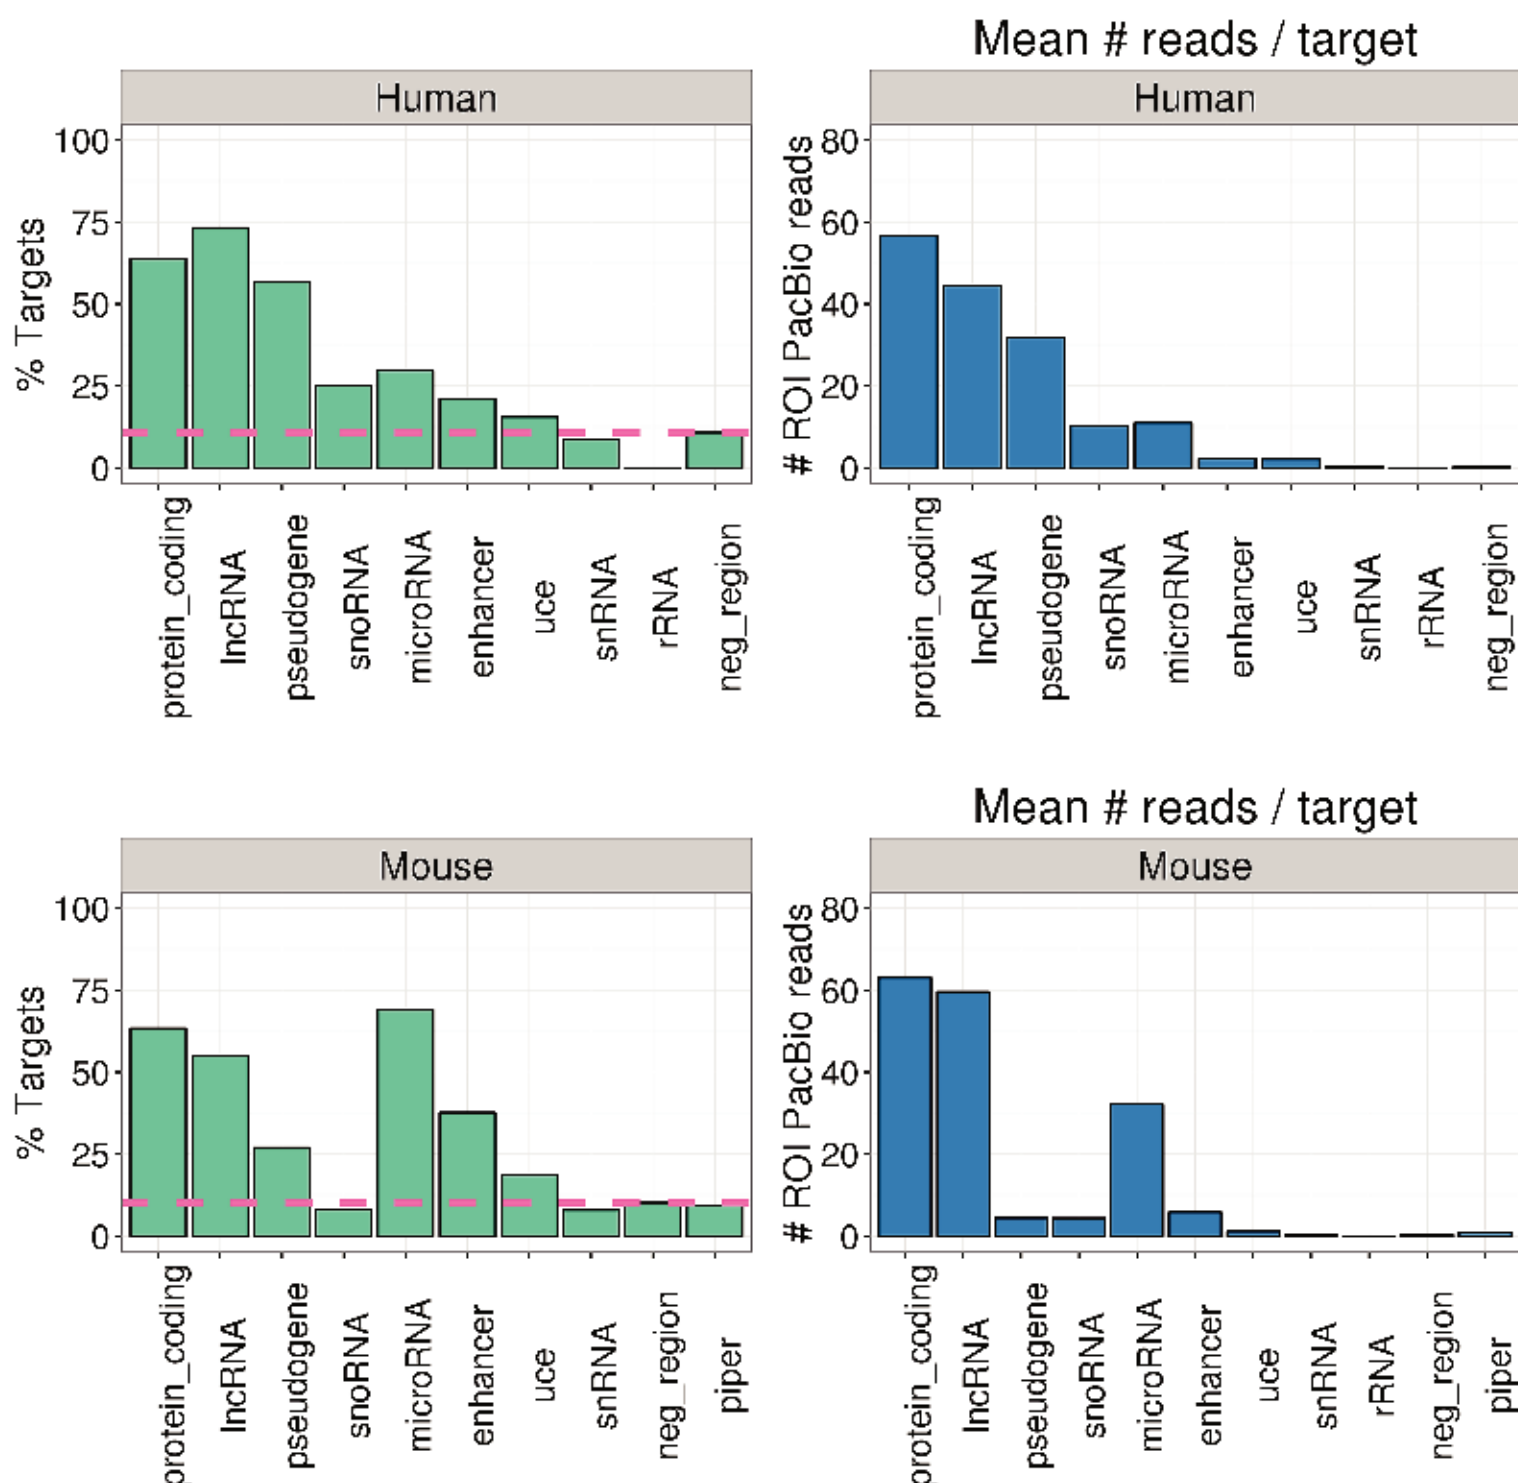 Mean # reads / target
Human
Human
% Targets
100
75
50
25
0
# ROI PacBio reads
80
60
40
20
0
protein_coding
lncRNA
pseudogene
snoRNA
microRNA
enhancer
uce
snRNA
rRNA
neg_region
protein_coding
lncRNA
pseudogene
snoRNA
microRNA
enhancer
uce
snRNA
rRNA
neg_region
Mean # reads / target
Mouse
Mouse
% Targets
100
75
50
25
0
# ROI PacBio reads
80
60
40
20
0
protein_coding
lncRNA
pseudogene
snoRNA
microRNA
enhancer
uce
snRNA
neg_region
piper
protein_coding
lncRNA
pseudogene
snoRNA
microRNA
enhancer
uce
snRNA
rRNA
neg_region
piper